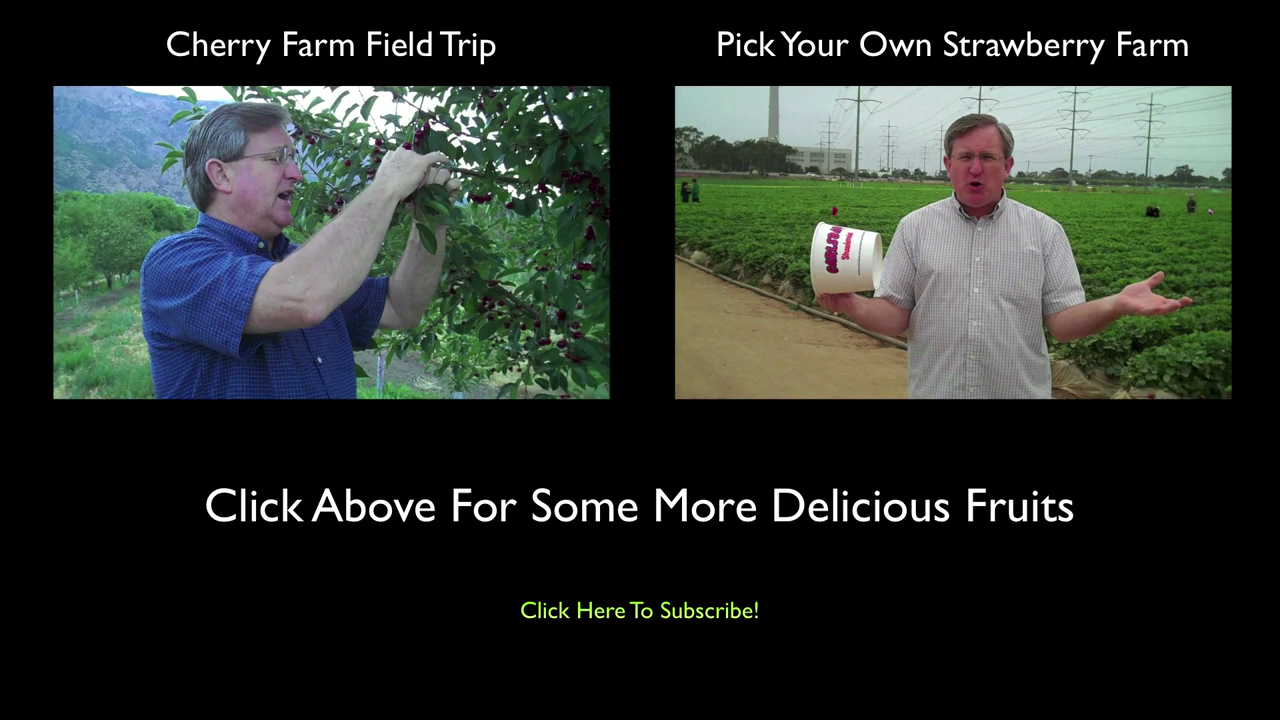 Cherry Farm Field Trip
Pick Your Own Strawberry Farm
Click Above For Some More Delicious Fruits
Click Here To Subscribe!